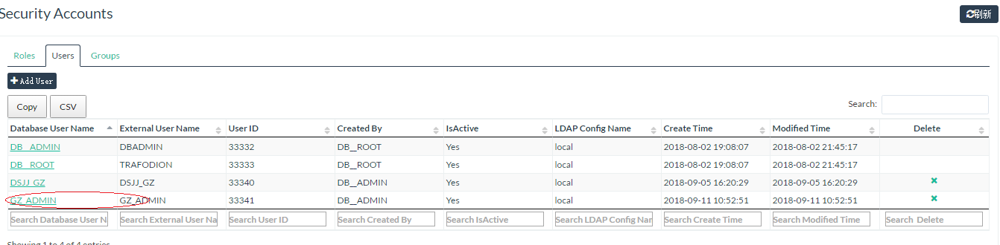 Security Accounts
刷新
Roles Users Groups
Add User
Copy CSV Search:
Database User Name External User Name User ID Created By IsActive LDAP Config Name Create Time Modified Time Delete
DB__ADMIN DBADMIN 33332 DB__ROOT Yes local 2018-08-02 19:08:07 2018-08-02 21:45:17
DB__ROOT TRAFODION 33333 DB__ROOT Yes local 2018-08-02 19:08:07 2018-08-02 21:45:17
DSJJ_GZ DSJJ_GZ 33340 DB__ADMIN Yes local 2018-09-05 16:20:29 2018-09-05 16:20:29
GZ_ADMIN GZ_ADMIN 33341 DB__ADMIN Yes local 2018-09-11 10:52:51 2018-09-11 10:52:51
Search Database User N Search External User Na Search User ID Search Created By Search IsActive Search LDAP Config Nar Search Create Time Search Modified Time Search Delete
Showing 1 to 4 of 4 entries